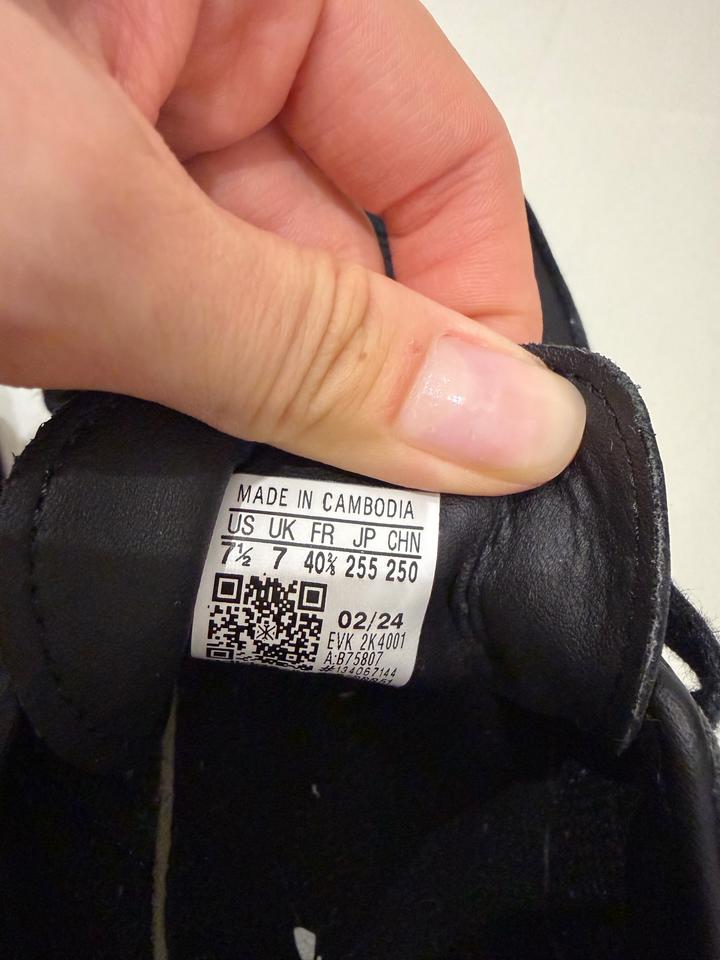 MADE IN CAMBODIA
US UK FR JP CHN
7½ 7 40⅔ 255 250
02/24
EVK 2K4001
A:B75807
#134067144